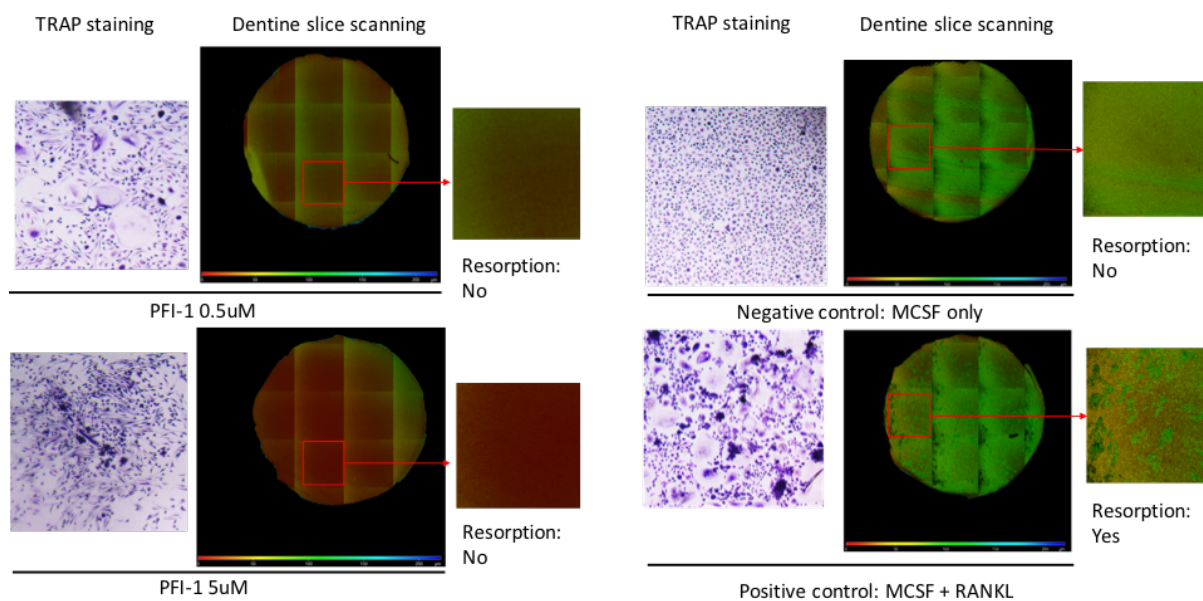 TRAP staining
Dentine slice scanning
Resorption:
No
PFI-1 0.5uM
Resorption:
No
PFI-1 5uM
TRAP staining
Dentine slice scanning
Resorption:
No
Negative control: MCSF only
Resorption:
Yes
Positive control: MCSF + RANKL